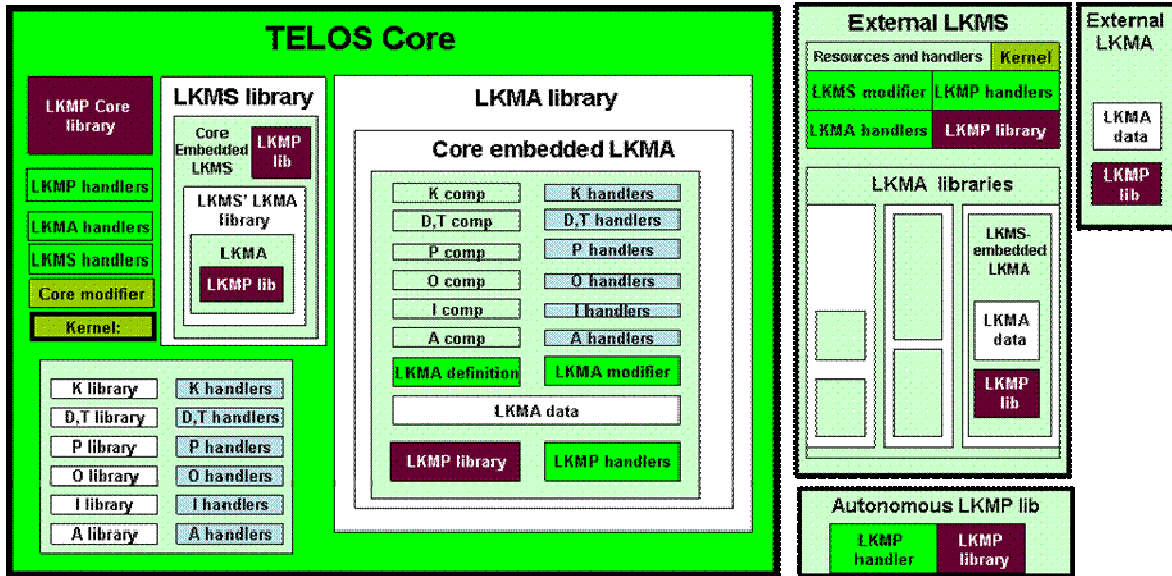 TELOS Core
LKMP Core
library
LKMP handlers
LKMA handlers
LKMS handlers
Core modifier
Kernel:
LKMS library
Core
Embedded
LKMS
LKMP
lib
LKMS' LKMA
library
LKMA
LKMP lib
K library
K handlers
D,T library
D,T handlers
P library
P handlers
O library
O handlers
I library
I handlers
A library
A handlers
LKMA library
Core embedded LKMA
K comp
K handlers
D,T comp
D,T handlers
P comp
P handlers
O comp
O handlers
I comp
I handlers
A comp
A handlers
LKMA definition
LKMA modifier
LKMA data
LKMP library
LKMP handlers
External LKMS
Resources and handlers
Kernel
LKMS modifier
LKMP handlers
LKMA handlers
LKMP library
LKMA libraries
LKMS-
embedded
LKMA
LKMA
data
LKMP
lib
External
LKMA
LKMA
data
LKMP
lib
Autonomous LKMP lib
LKMP
handler
LKMP
library